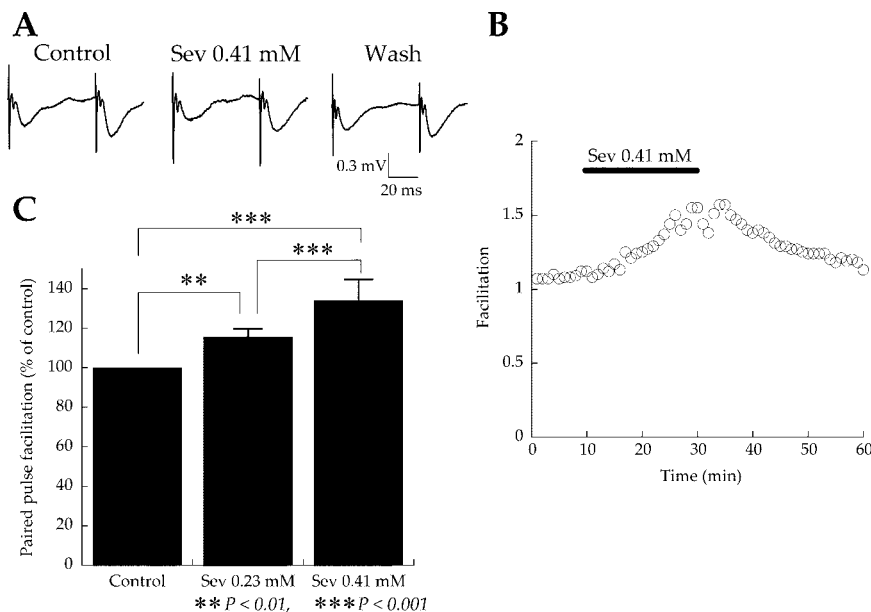 A
Control Sev 0.41 mM Wash
0.3 mV
20 ms
B
2
1.5
1
0.5
0
Sev 0.41 mM
Facilitation
0 10 20 30 40 50 60
Time (min)
C
***
***
**
140
120
100
80
60
40
20
0
Paired pulse facilitation (% of control)
Control Sev 0.23 mM Sev 0.41 mM
** P < 0.01, *** P < 0.001